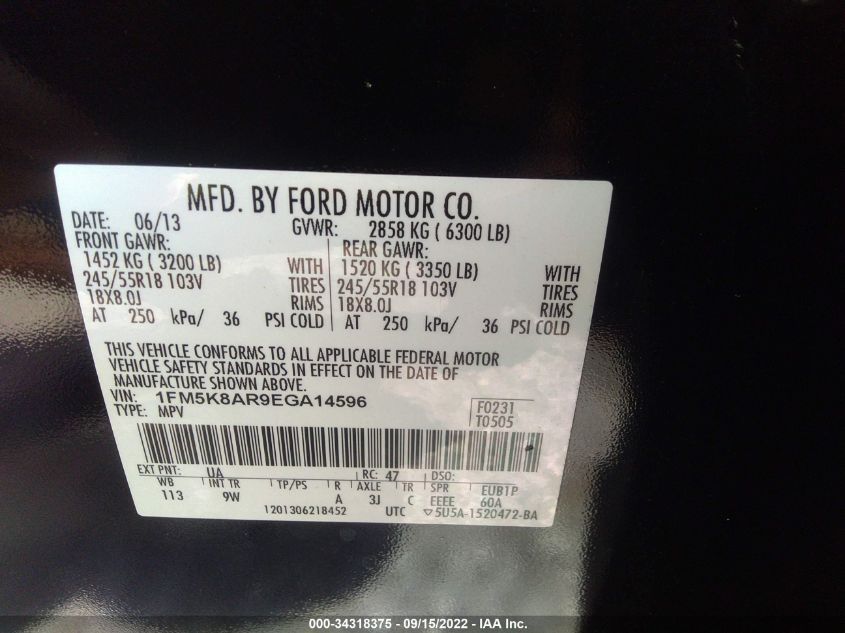 MFD. BY FORD MOTOR CO.
DATE: 06/13 GVWR: 2858 KG ( 6300 LB)
FRONT GAWR: REAR GAWR:
1452 KG ( 3200 LB) WITH 1520 KG ( 3350 LB) WITH
245/55R18 103V TIRES 245/55R18 103V TIRES
18X8.0J RIMS 18X8.0J RIMS
AT 250 kPa/ 36 PSI COLD AT 250 kPa/ 36 PSI COLD
THIS VEHICLE CONFORMS TO ALL APPLICABLE FEDERAL MOTOR
VEHICLE SAFETY STANDARDS IN EFFECT ON THE DATE OF
MANUFACTURE SHOWN ABOVE.
VIN: 1FM5K8AR9EGA14596 F0231
TYPE: MPV T0505
EXT PNT: UA RC: 47 DSO:
WB INT TR TP/PS R AXLE TR SPR EUB1P
113 9W A 3J C EEEE 60A
1201306218452 UTC ▽5U5A-1520472-BA
000-34318375 - 09/15/2022 - IAA Inc.